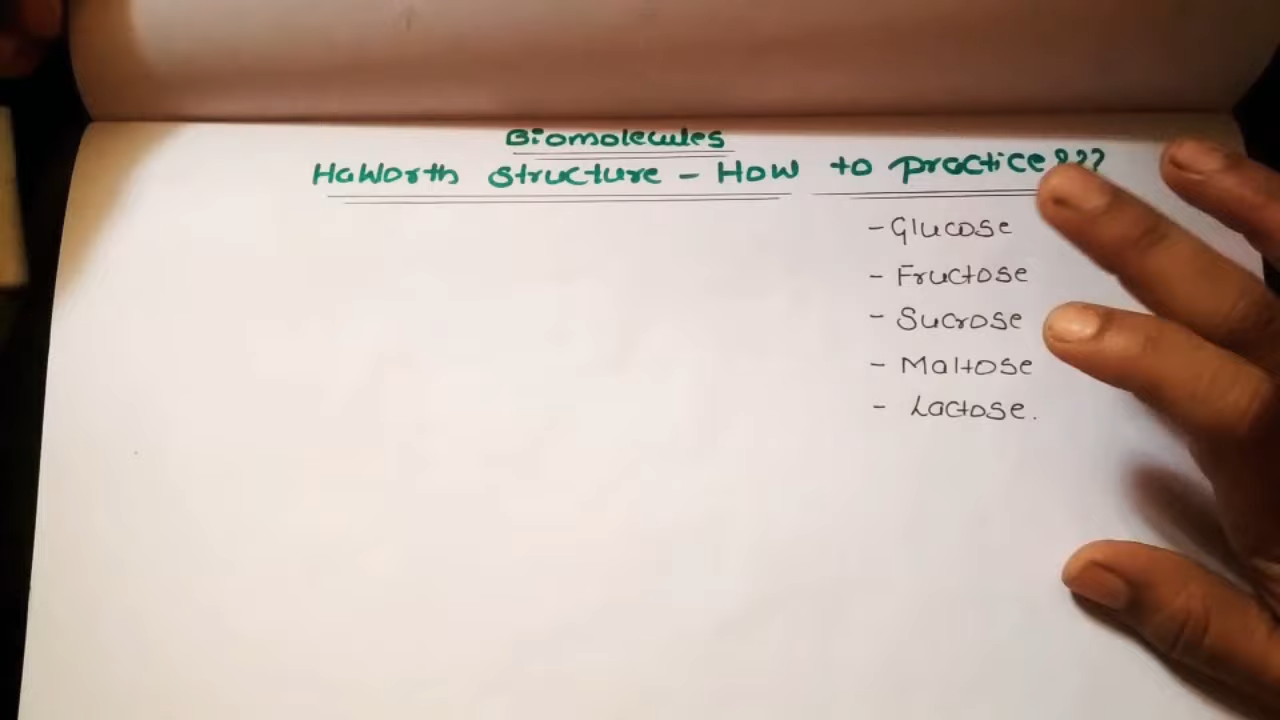 Biomolecules
Haworth structure - How to practice???
- Glucose
- Fructose
- Sucrose
- Maltose
- Lactose.